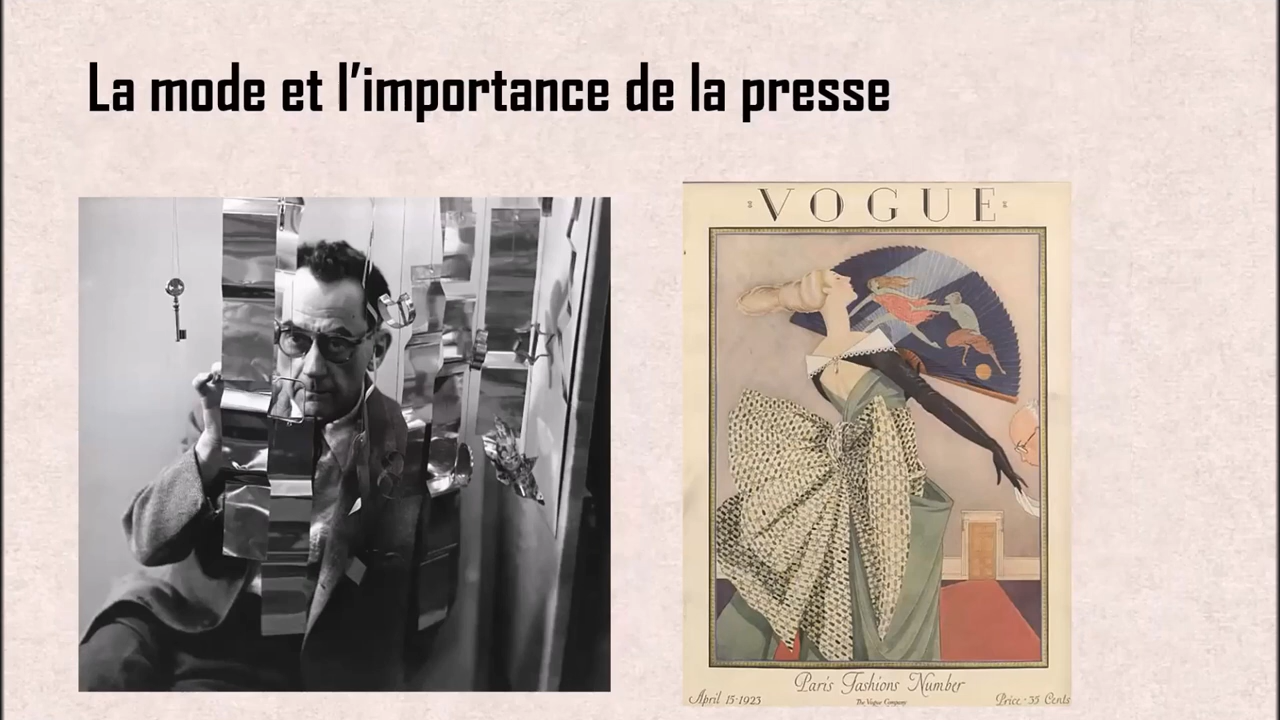 La mode et l'importance de la presse
VOGUE
Paris Fashions Number
April 15-1923
The Vogue Company
Price · 35 Cents